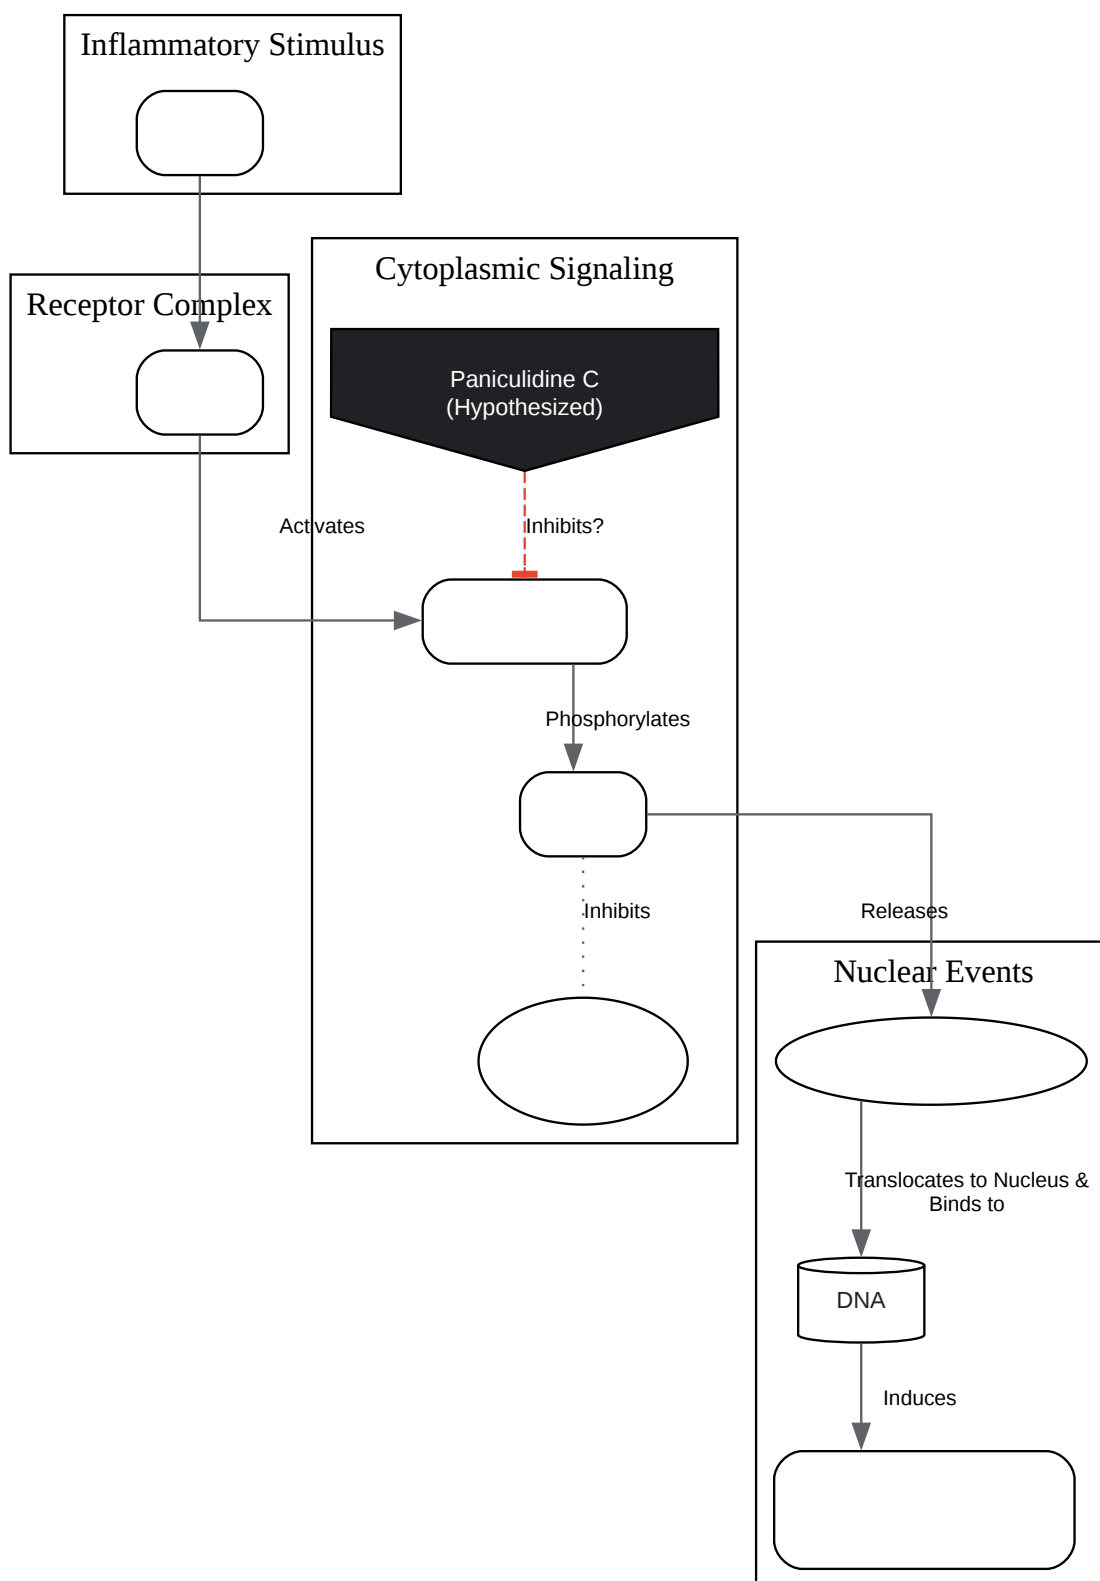 Inflammatory Stimulus
Receptor Complex
Cytoplasmic Signaling
Paniculidine C
(Hypothesized)
Activates
Inhibits?
Phosphorylates
Inhibits
Releases
Nuclear Events
Translocates to Nucleus &
Binds to
DNA
Induces